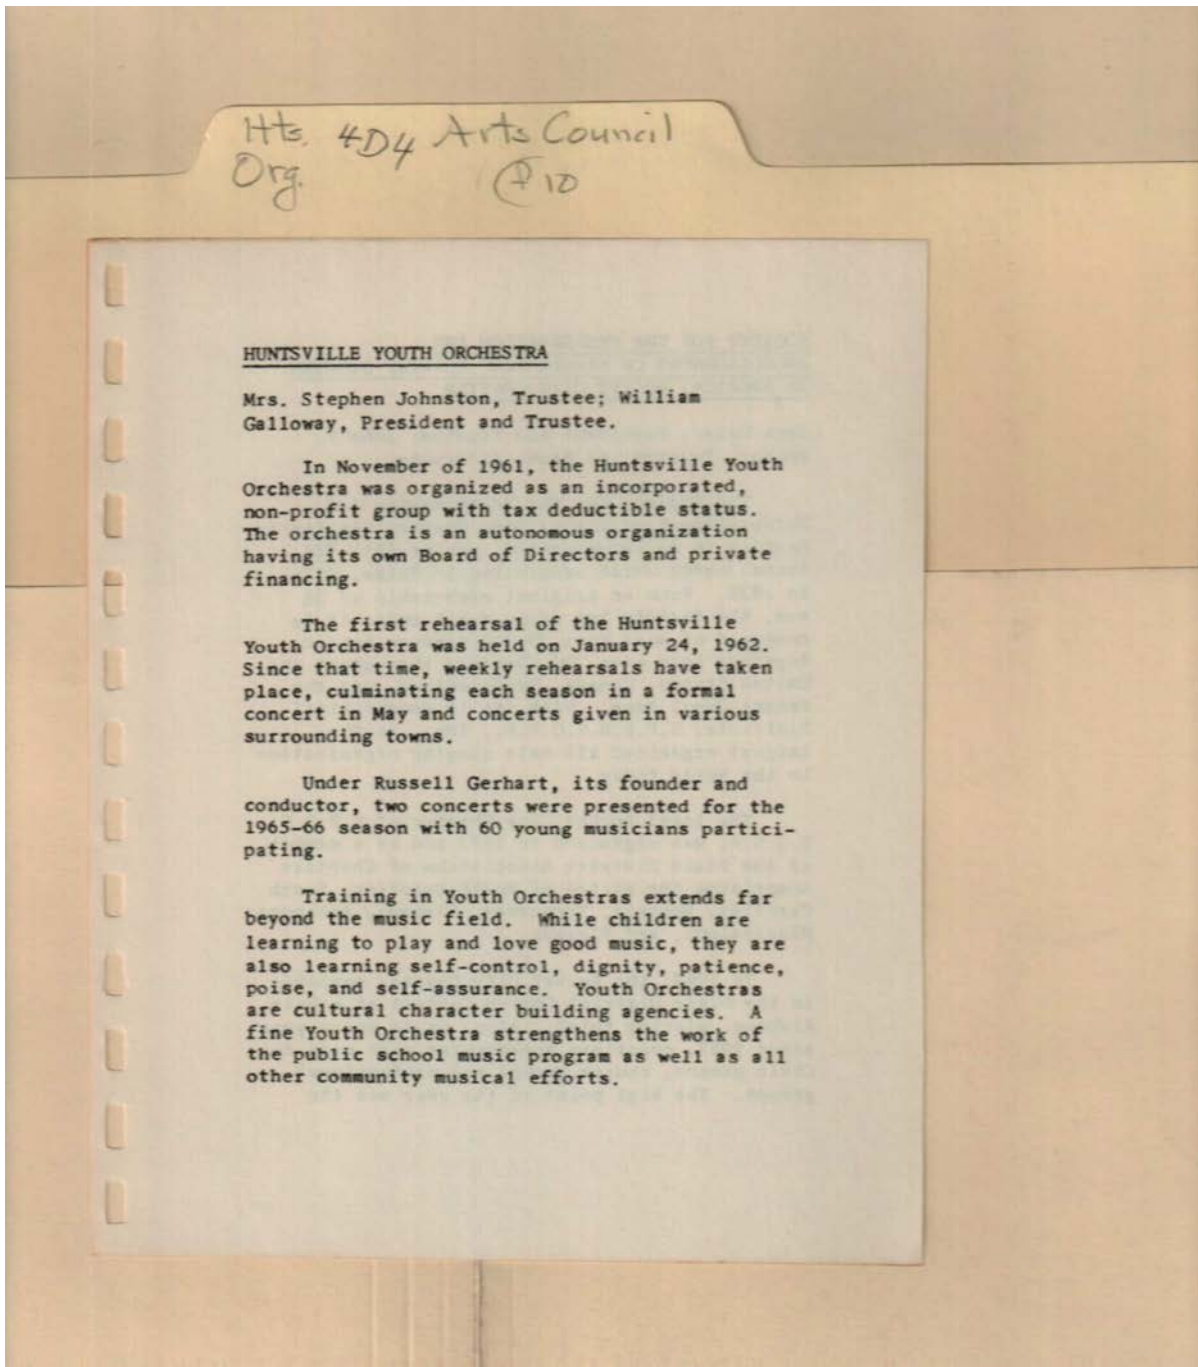 Hts. 4D4 Arts Council
Org. 10
HUNTSVILLE YOUTH ORCHESTRA
Mrs. Stephen Johnston, Trustee; William
Galloway, President and Trustee.
In November of 1961, the Huntsville Youth
Orchestra was organized as an incorporated,
non-profit group with tax deductible status.
The orchestra is an autonomous organization
having its own Board of Directors and private
financing.
The first rehearsal of the Huntsville
Youth Orchestra was held on January 24, 1962.
Since that time, weekly rehearsals have taken
place, culminating each season in a formal
concert in May and concerts given in various
surrounding towns.
Under Russell Gerhart, its founder and
conductor, two concerts were presented for the
1965-66 season with 60 young musicians partici-
pating.
Training in Youth Orchestras extends far
beyond the music field. While children are
learning to play and love good music, they are
also learning self-control, dignity, patience,
poise, and self-assurance. Youth Orchestras
are cultural character building agencies. A
fine Youth Orchestra strengthens the work of
the public school music program as well as all
other community musical efforts.